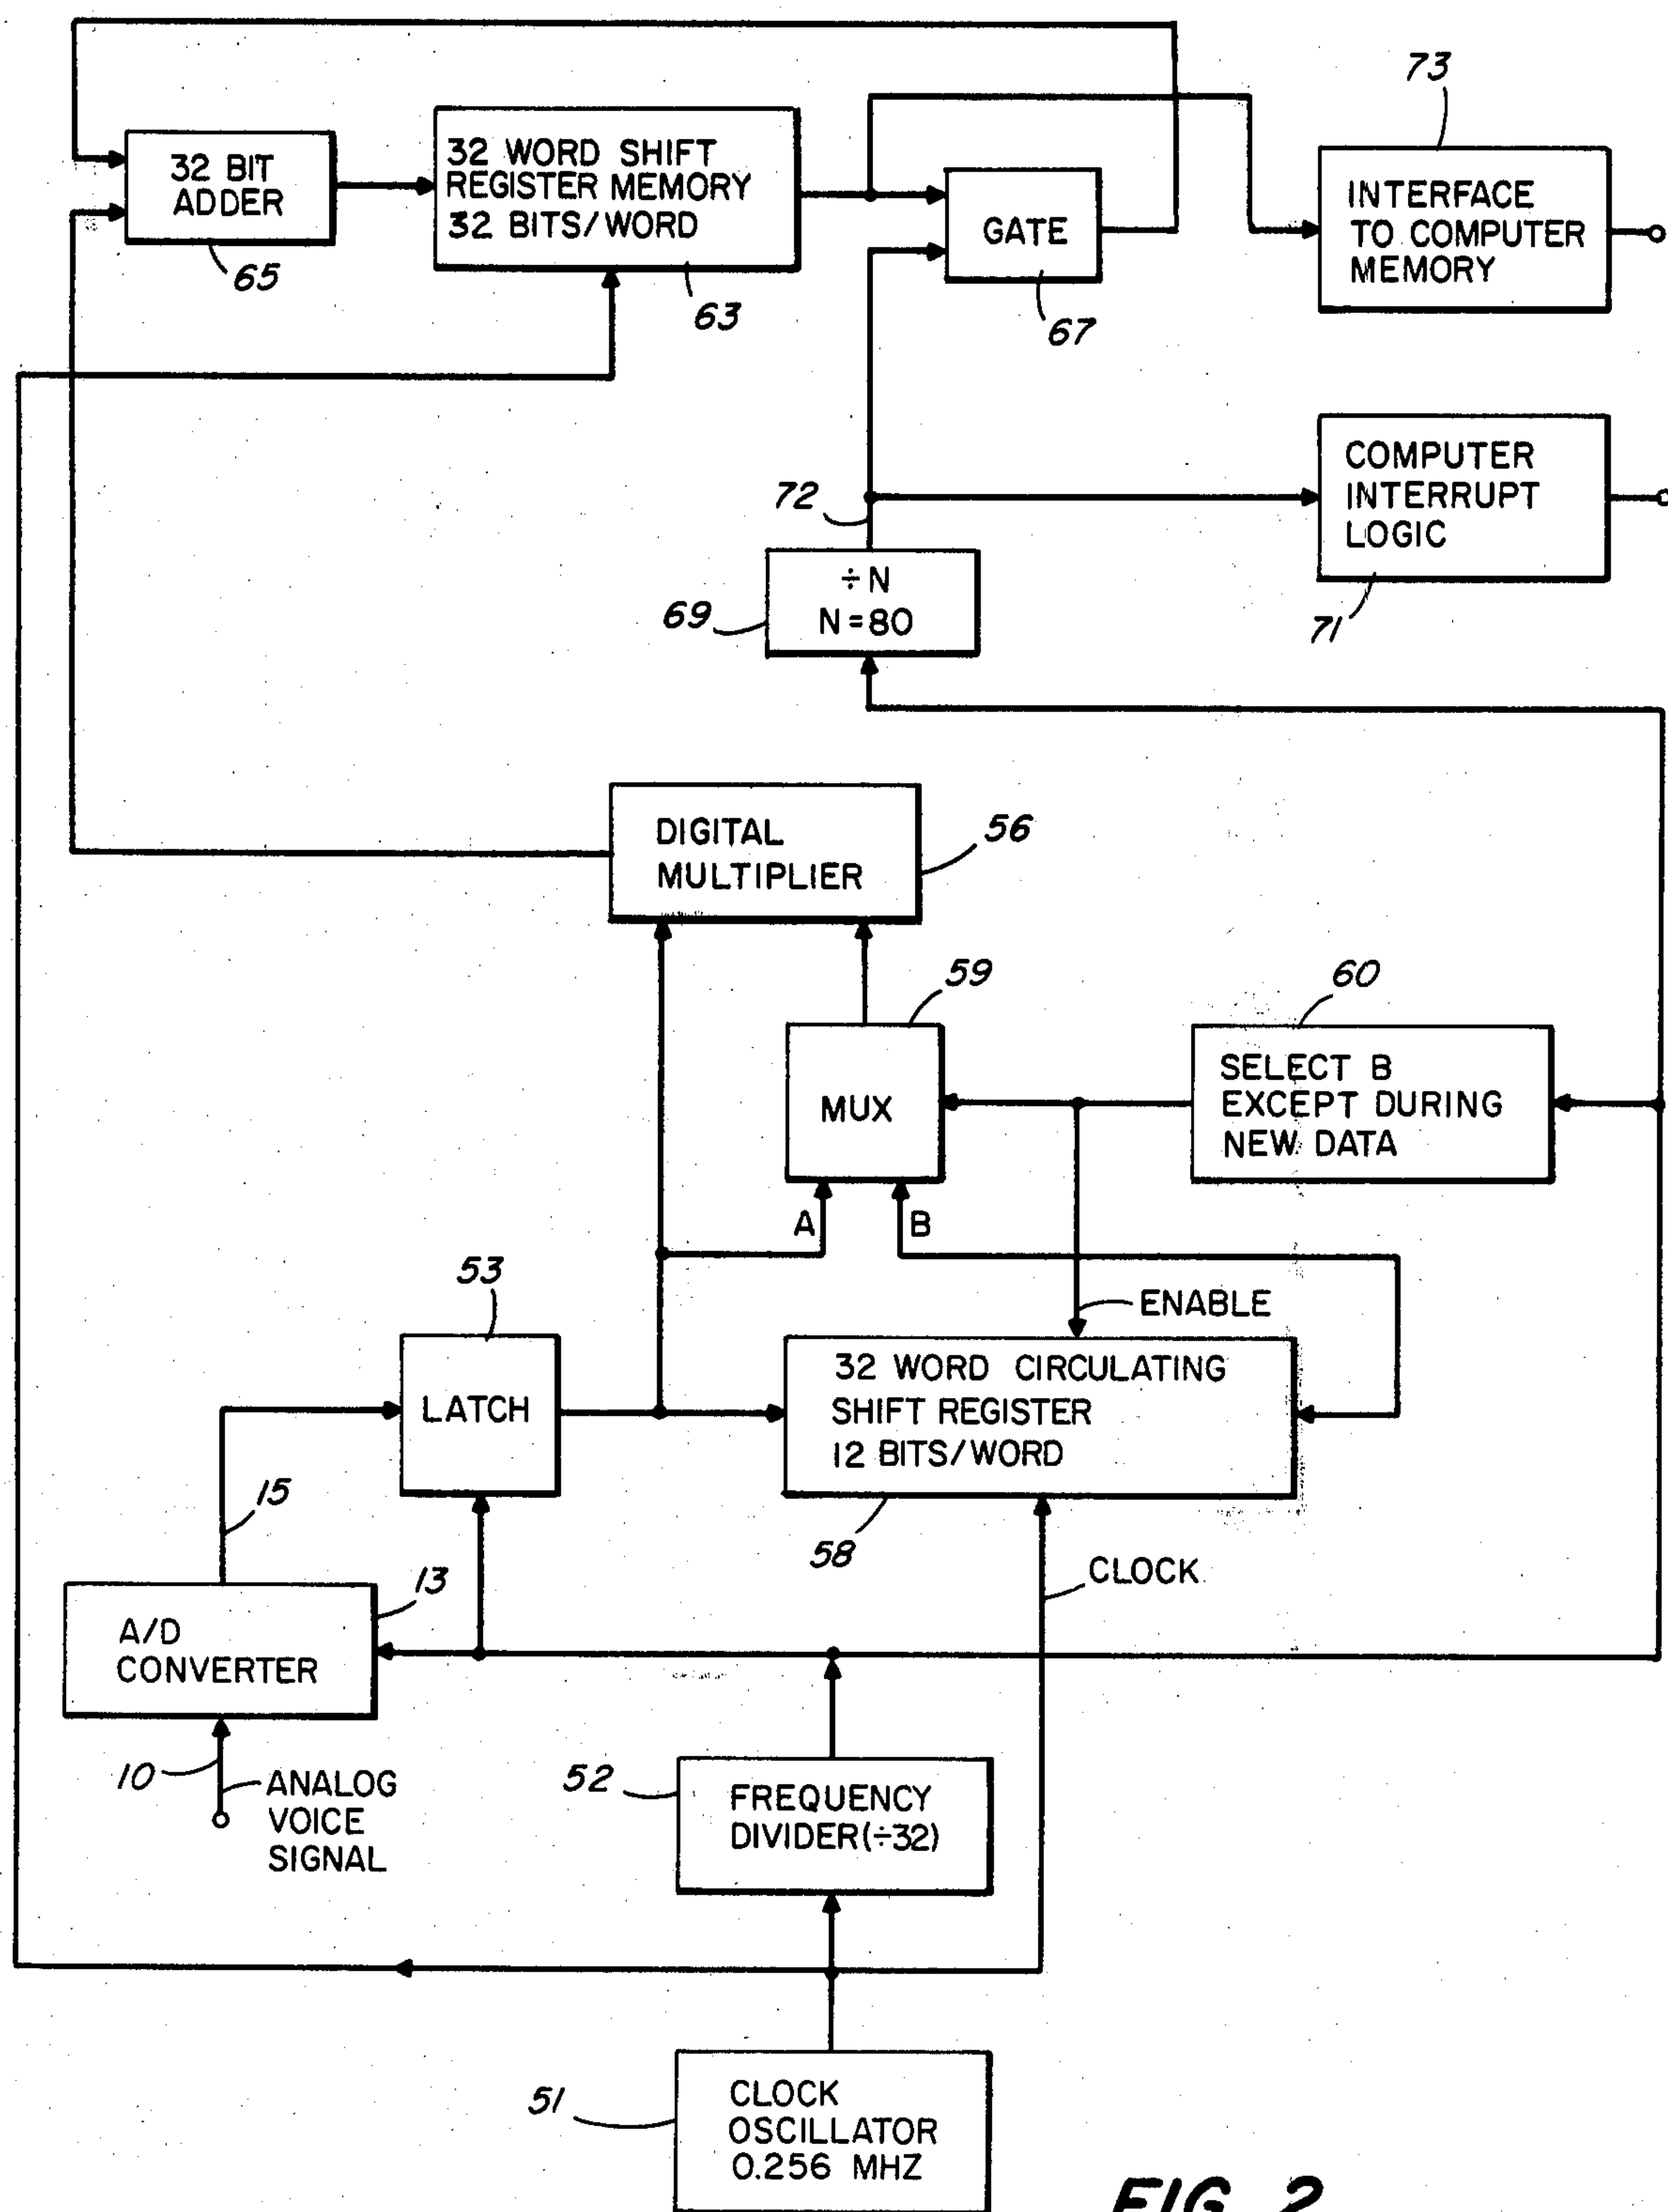 73
32 BIT
ADDER
65
32 WORD SHIFT
REGISTER MEMORY
32 BITS/WORD
63
GATE
67
INTERFACE
TO COMPUTER
MEMORY
72
COMPUTER
INTERRUPT
LOGIC
71
÷N
N=80
69
DIGITAL
MULTIPLIER
56
59
60
MUX
SELECT B
EXCEPT DURING
NEW DATA
A
B
53
ENABLE
LATCH
32 WORD CIRCULATING
SHIFT REGISTER
12 BITS/WORD
15
58
CLOCK
13
A/D
CONVERTER
10
ANALOG
VOICE
SIGNAL
52
FREQUENCY
DIVIDER(÷32)
51
CLOCK
OSCILLATOR
0.256 MHZ
FIG. 2